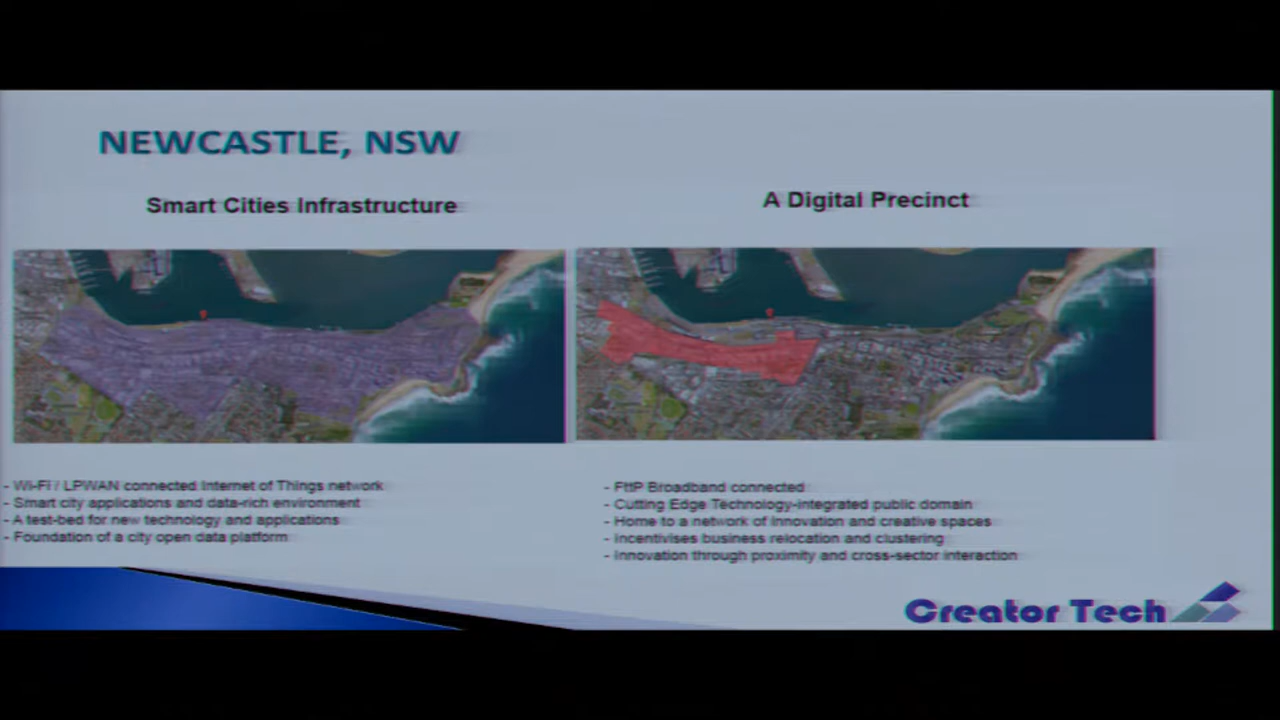 NEWCASTLE, NSW
Smart Cities Infrastructure
A Digital Precinct
- Wi-Fi / LPWAN connected Internet of Things network
- Smart city applications and data-rich environment
- A test-bed for new technology and applications
- Foundation of a city open data platform
- FttP Broadband connected
- Cutting Edge Technology-integrated public domain
- Home to a network of innovation and creative spaces
- Incentivises business relocation and clustering
- Innovation through proximity and cross-sector interaction
Creator Tech